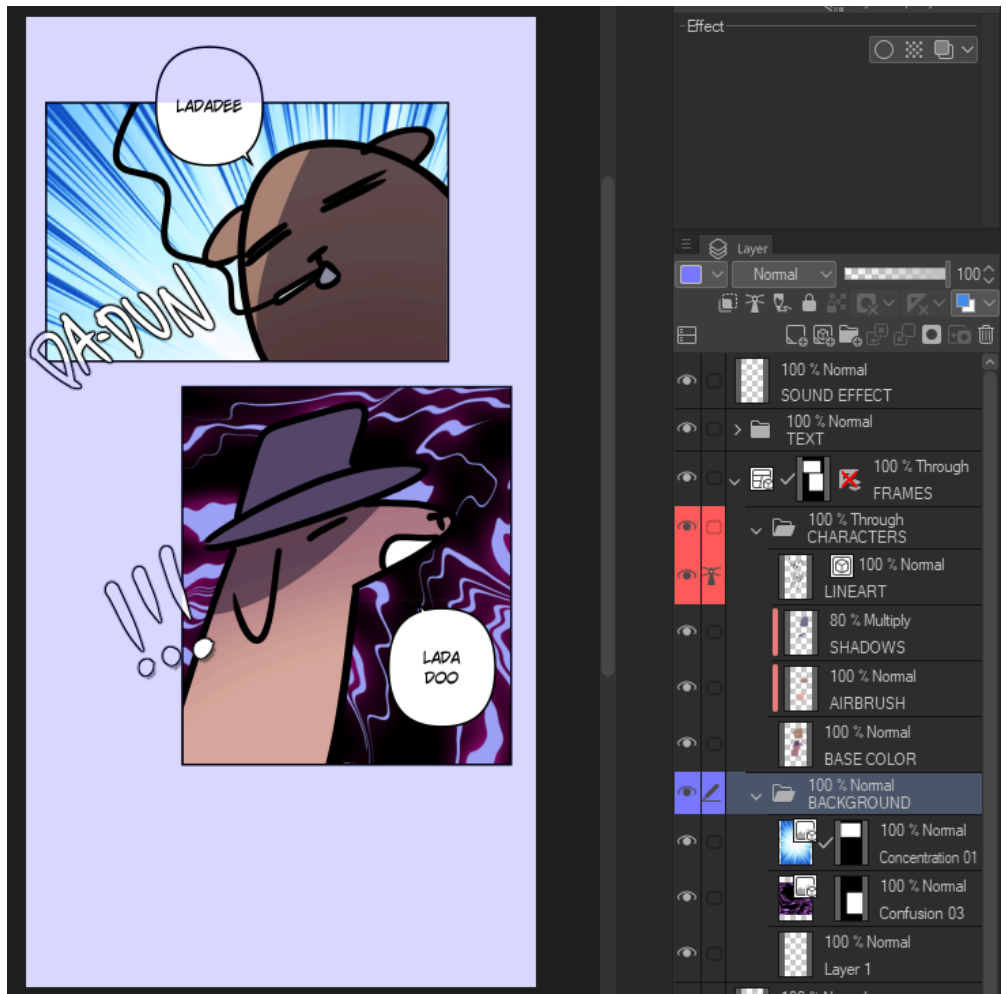 LADADEE
DA-DUN
!!!
LADA
DOO
Effect
Layer
Normal
100
100 % Normal
SOUND EFFECT
100 % Normal
TEXT
100 % Through
FRAMES
100 % Through
CHARACTERS
100 % Normal
LINEART
80 % Multiply
SHADOWS
100 % Normal
AIRBRUSH
100 % Normal
BASE COLOR
100 % Normal
BACKGROUND
100 % Normal
Concentration 01
100 % Normal
Confusion 03
100 % Normal
Layer 1